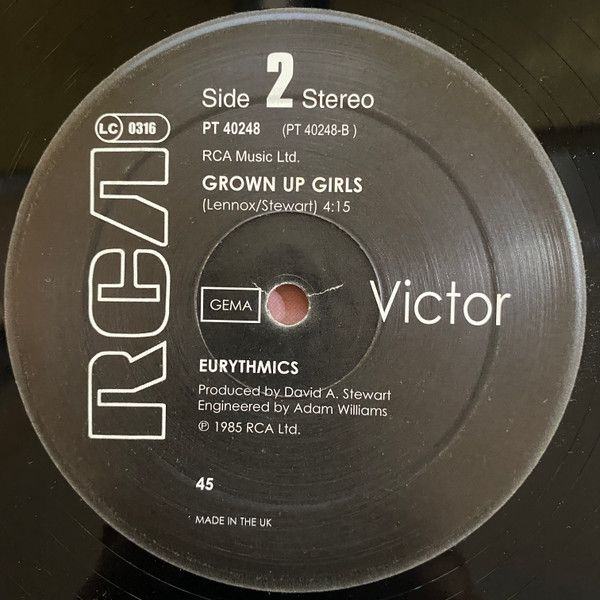 Side 2 Stereo
LC 0316
PT 40248 (PT 40248-B )
RCA Music Ltd.
GROWN UP GIRLS
(Lennox/Stewart) 4:15
RCA
GEMA
Victor
EURYTHMICS
Produced by David A. Stewart
Engineered by Adam Williams
℗ 1985 RCA Ltd.
45
MADE IN THE UK